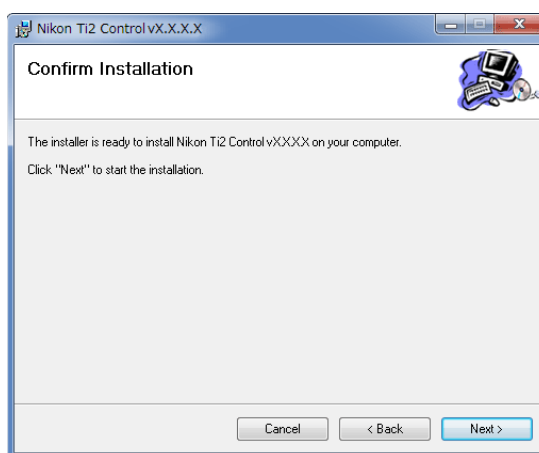 Nikon Ti2 Control vX.X.X.X
Confirm Installation
The installer is ready to install Nikon Ti2 Control vXXXX on your computer.
Click "Next" to start the installation.
Cancel
< Back
Next >